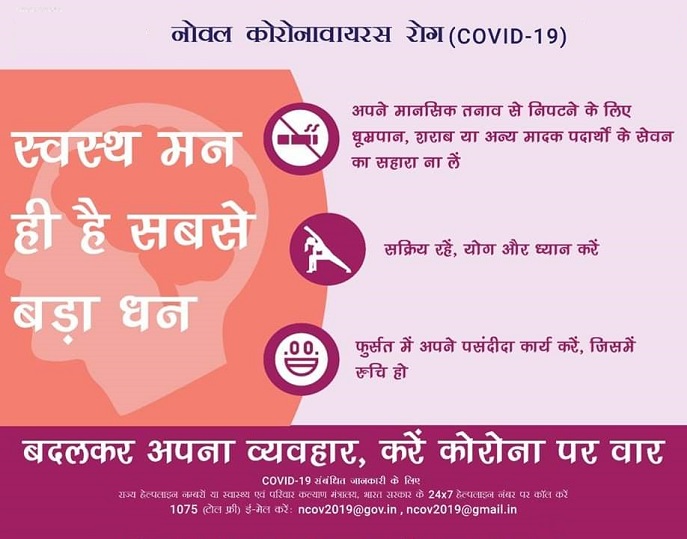 नोवल कोरोनावायरस रोग (COVID-19)
स्वस्थ मन
ही है सबसे
बड़ा धन
अपने मानसिक तनाव से निपटने के लिए
धूम्रपान, शराब या अन्य मादक पदार्थों के सेवन
का सहारा ना लें
सक्रिय रहें, योग और ध्यान करें
फुर्सत में अपने पसंदीदा कार्य करें, जिसमें
रूचि हो
बदलकर अपना व्यवहार, करें कोरोना पर वार
COVID-19 संबंधित जानकारी के लिए
राज्य हेल्पलाइन नम्बरों या स्वास्थ्य एवं परिवार कल्याण मंत्रालय, भारत सरकार के 24x7 हेल्पलाइन नंबर पर कॉल करें
1075 (टोल फ्री) ई-मेल करें: ncov2019@gov.in , ncov2019@gmail.in